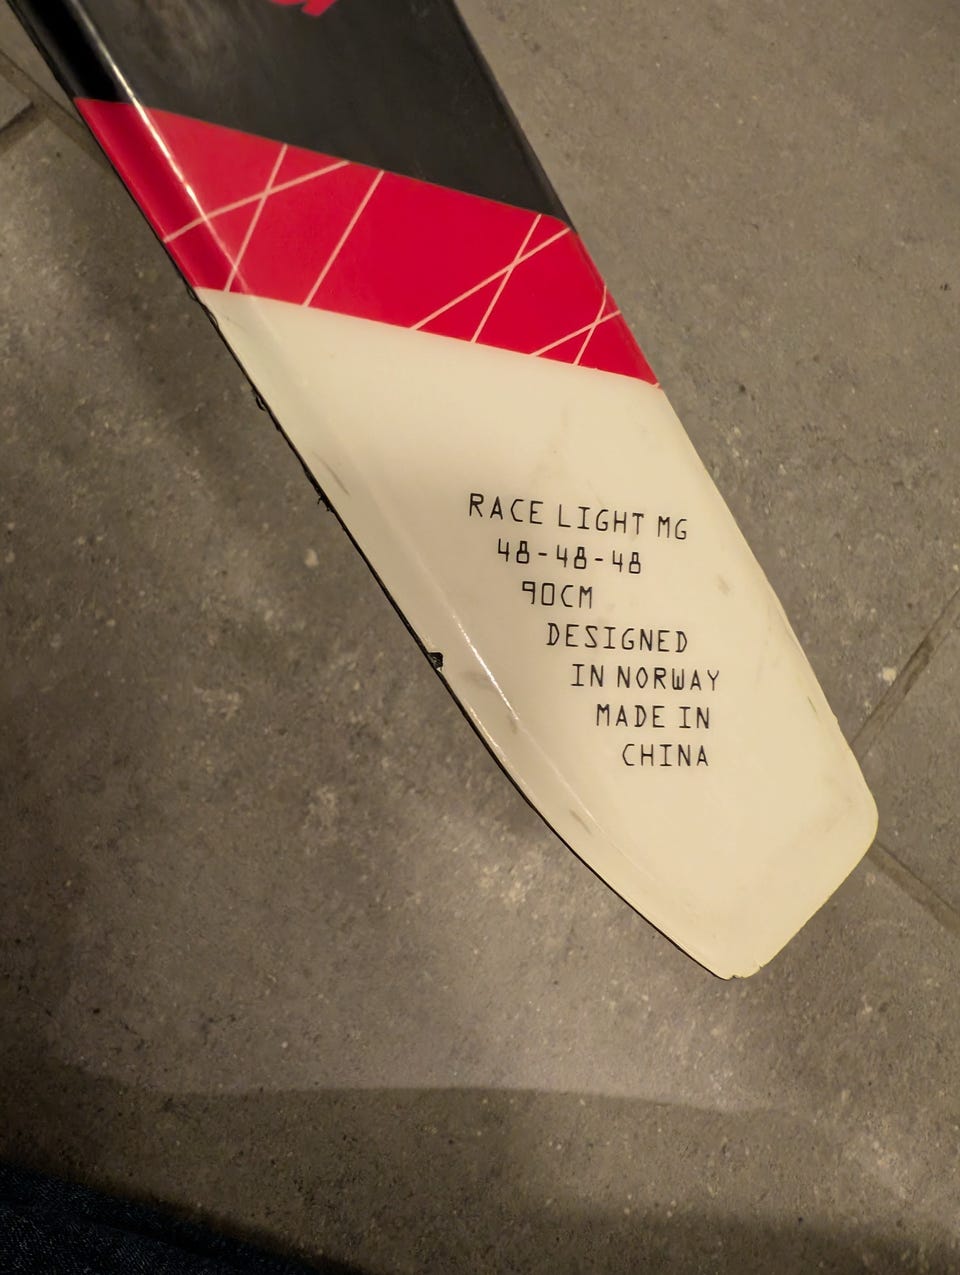 RACE LIGHT MG
48-48-48
90CM
DESIGNED
IN NORWAY
MADE IN
CHINA